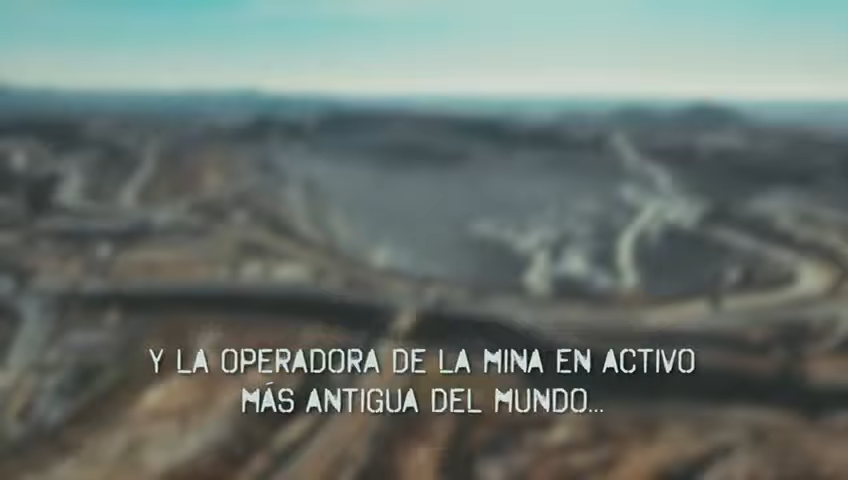 Y LA OPERADORA DE LA MINA EN ACTIVO
MÁS ANTIGUA DEL MUNDO...